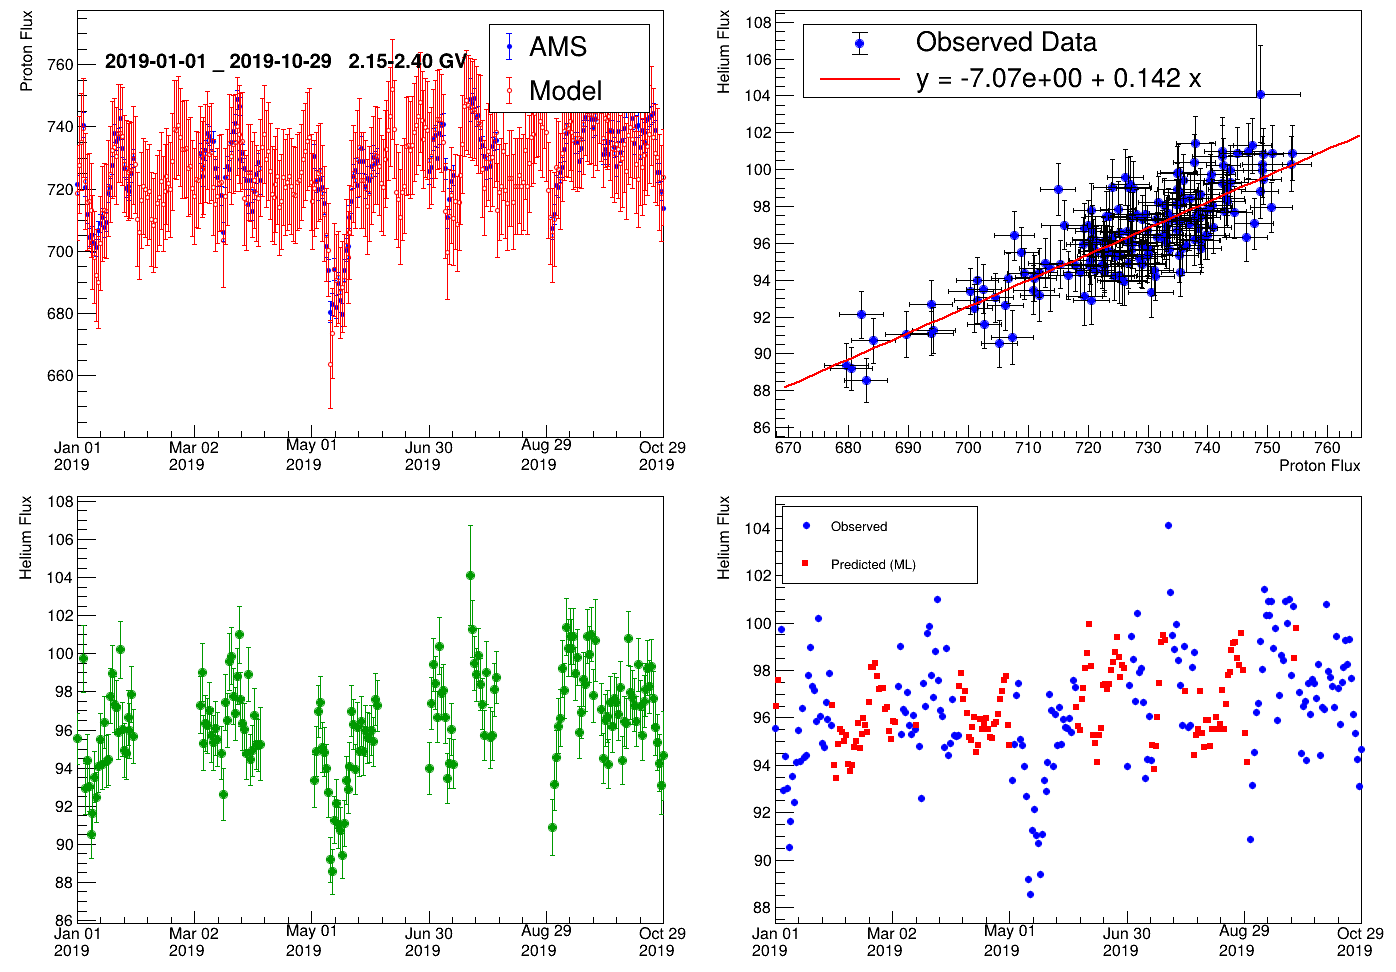 Proton Flux
760
740
720
700
680
660
2019-01-01 _ 2019-10-29 2.15-2.40 GV
AMS
Model
Jan 01
2019
Mar 02
2019
May 01
2019
Jun 30
2019
Aug 29
2019
Oct 29
2019
Helium Flux
108
106
104
102
100
98
96
94
92
90
88
86
Observed Data
y = -7.07e+00 + 0.142 x
670
680
690
700
710
720
730
740
750
760
Proton Flux
Helium Flux
108
106
104
102
100
98
96
94
92
90
88
86
Jan 01
2019
Mar 02
2019
May 01
2019
Jun 30
2019
Aug 29
2019
Oct 29
2019
Helium Flux
104
102
100
98
96
94
92
90
88
Observed
Predicted (ML)
Jan 01
2019
Mar 02
2019
May 01
2019
Jun 30
2019
Aug 29
2019
Oct 29
2019